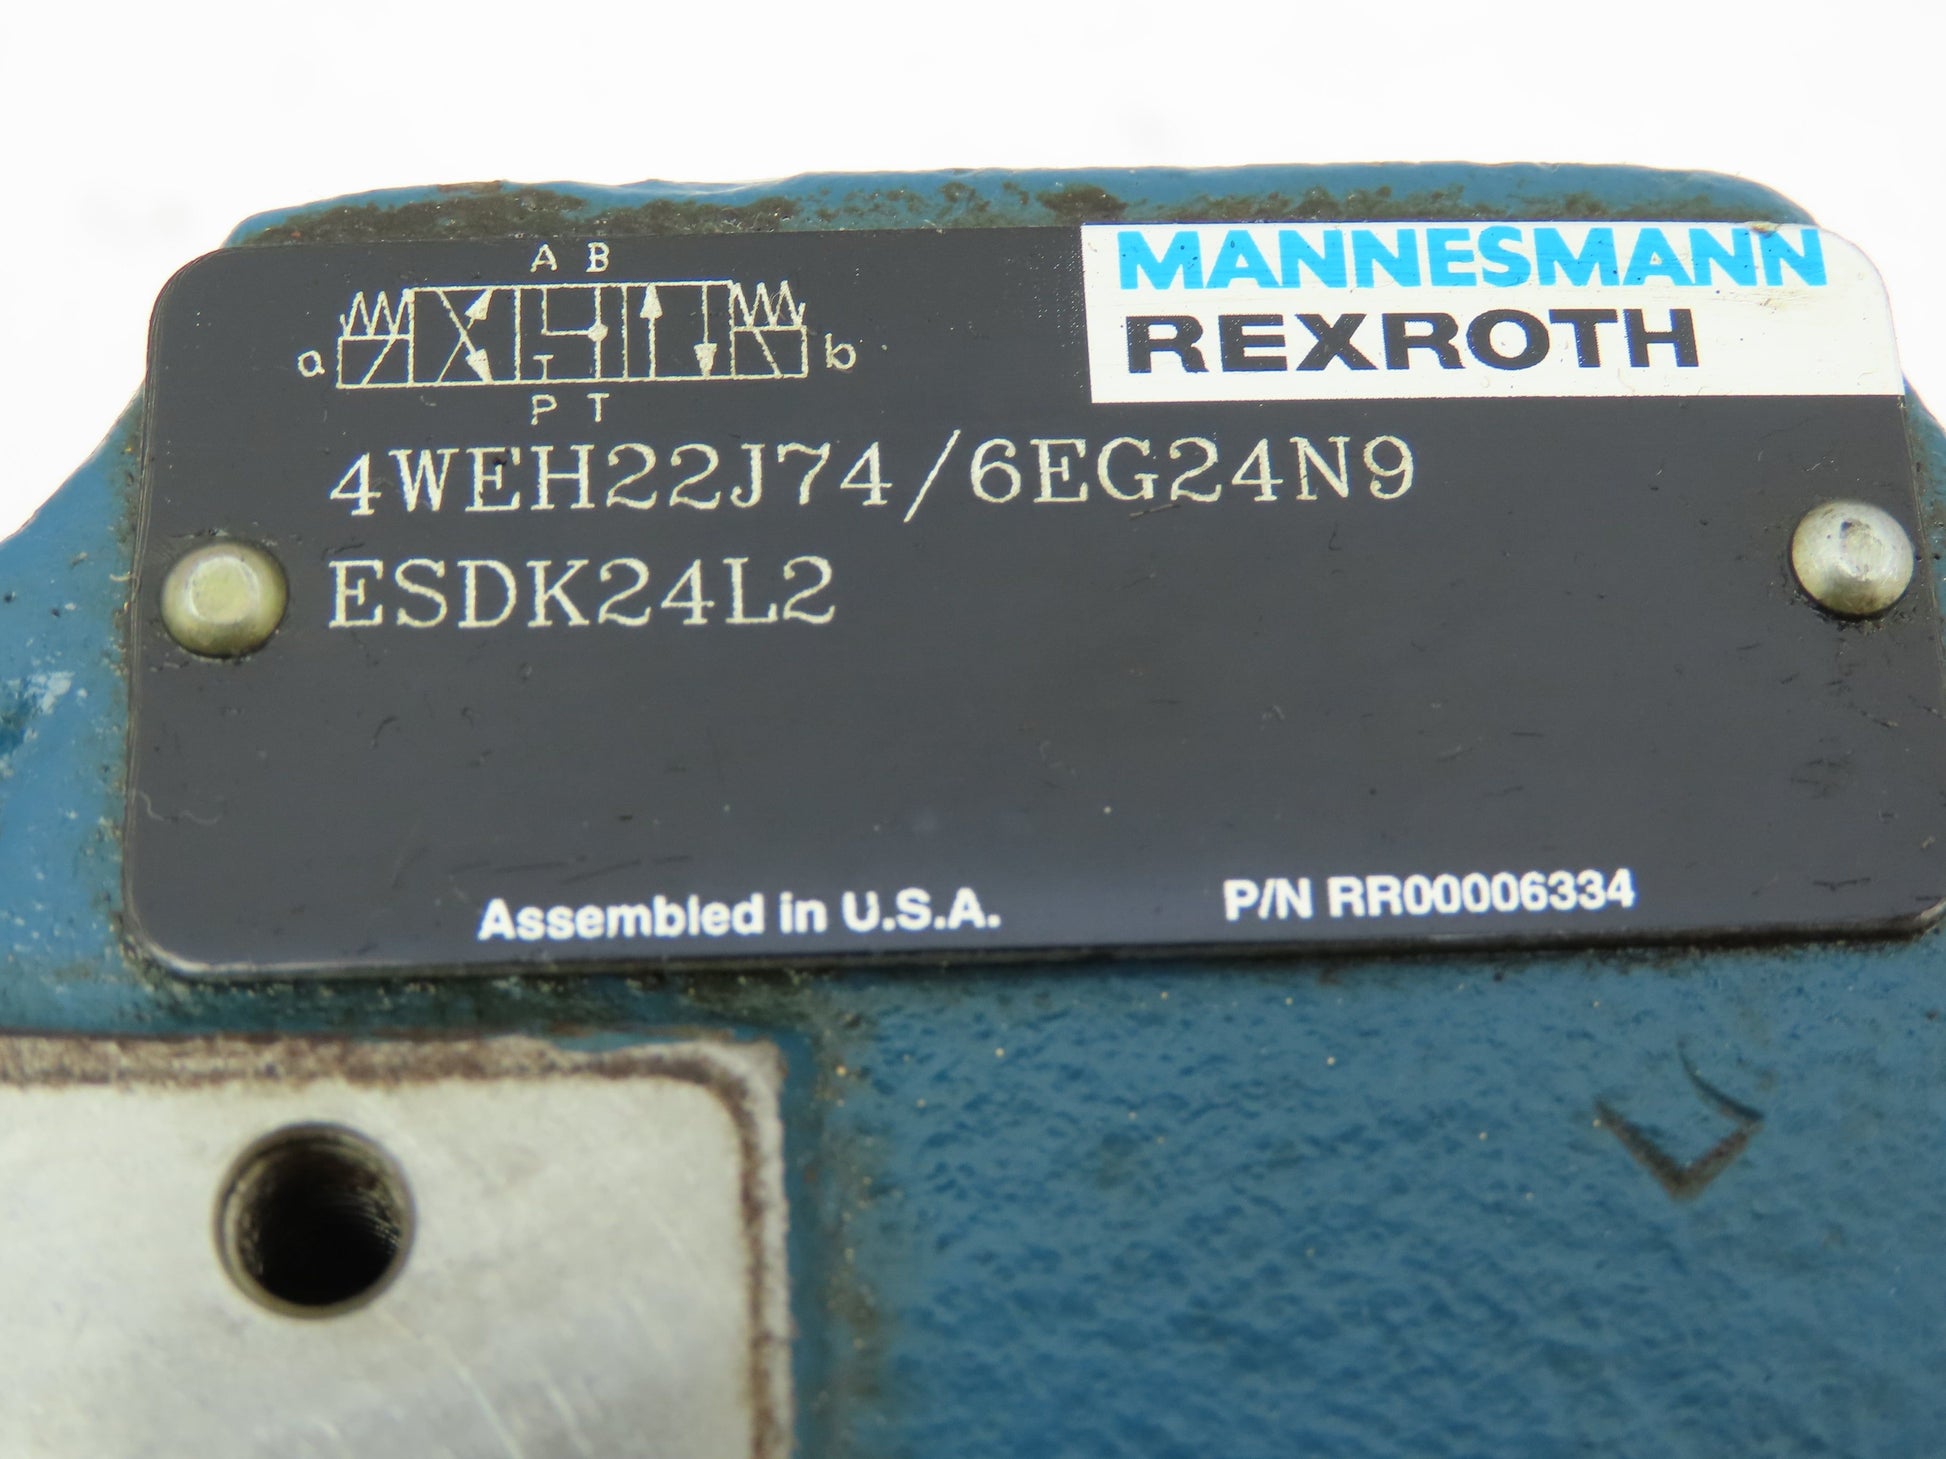 A B
MANNESMANN
REXROTH
a b
P T
4WEH22J74/6EG24N9
ESDK24L2
Assembled in U.S.A. P/N RR00006334